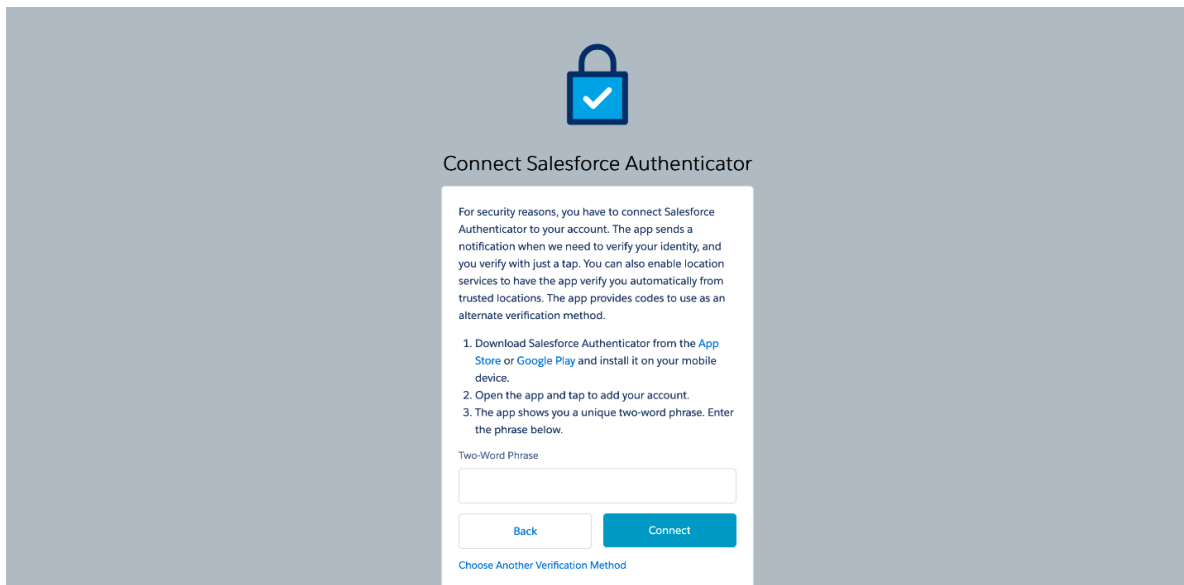 Connect Salesforce Authenticator
For security reasons, you have to connect Salesforce
Authenticator to your account. The app sends a
notification when we need to verify your identity, and
you verify with just a tap. You can also enable location
services to have the app verify you automatically from
trusted locations. The app provides codes to use as an
alternate verification method.
1. Download Salesforce Authenticator from the App
Store or Google Play and install it on your mobile
device.
2. Open the app and tap to add your account.
3. The app shows you a unique two-word phrase. Enter
the phrase below.
Two-Word Phrase
Back
Connect
Choose Another Verification Method